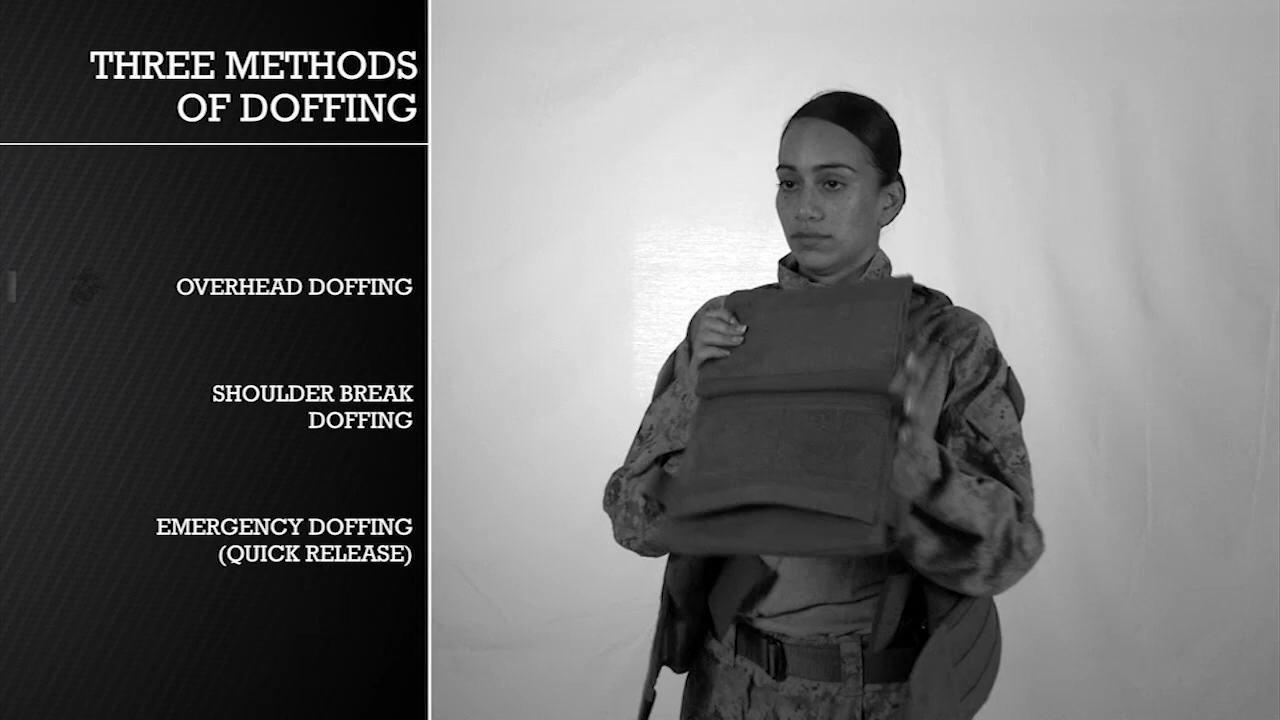 THREE METHODS
OF DOFFING
OVERHEAD DOFFING
SHOULDER BREAK
DOFFING
EMERGENCY DOFFING
(QUICK RELEASE)